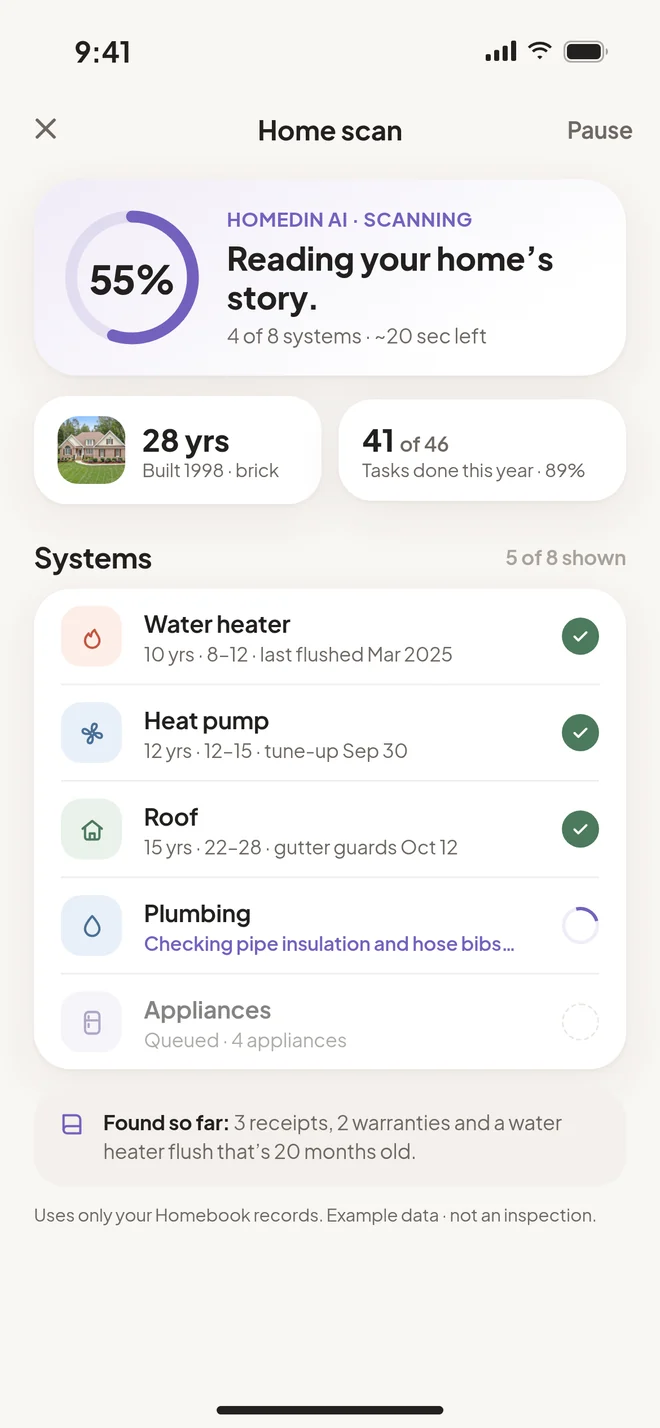 9:41
Home scan
Pause
55%
HOMEDIN AI · SCANNING
Reading your home’s
story.
4 of 8 systems · ~20 sec left
28 yrs
Built 1998 · brick
41 of 46
Tasks done this year · 89%
Systems
5 of 8 shown
Water heater
10 yrs · 8–12 · last flushed Mar 2025
Heat pump
12 yrs · 12–15 · tune-up Sep 30
Roof
15 yrs · 22–28 · gutter guards Oct 12
Plumbing
Checking pipe insulation and hose bibs…
Appliances
Queued · 4 appliances
Found so far: 3 receipts, 2 warranties and a water
heater flush that’s 20 months old.
Uses only your Homebook records. Example data · not an inspection.